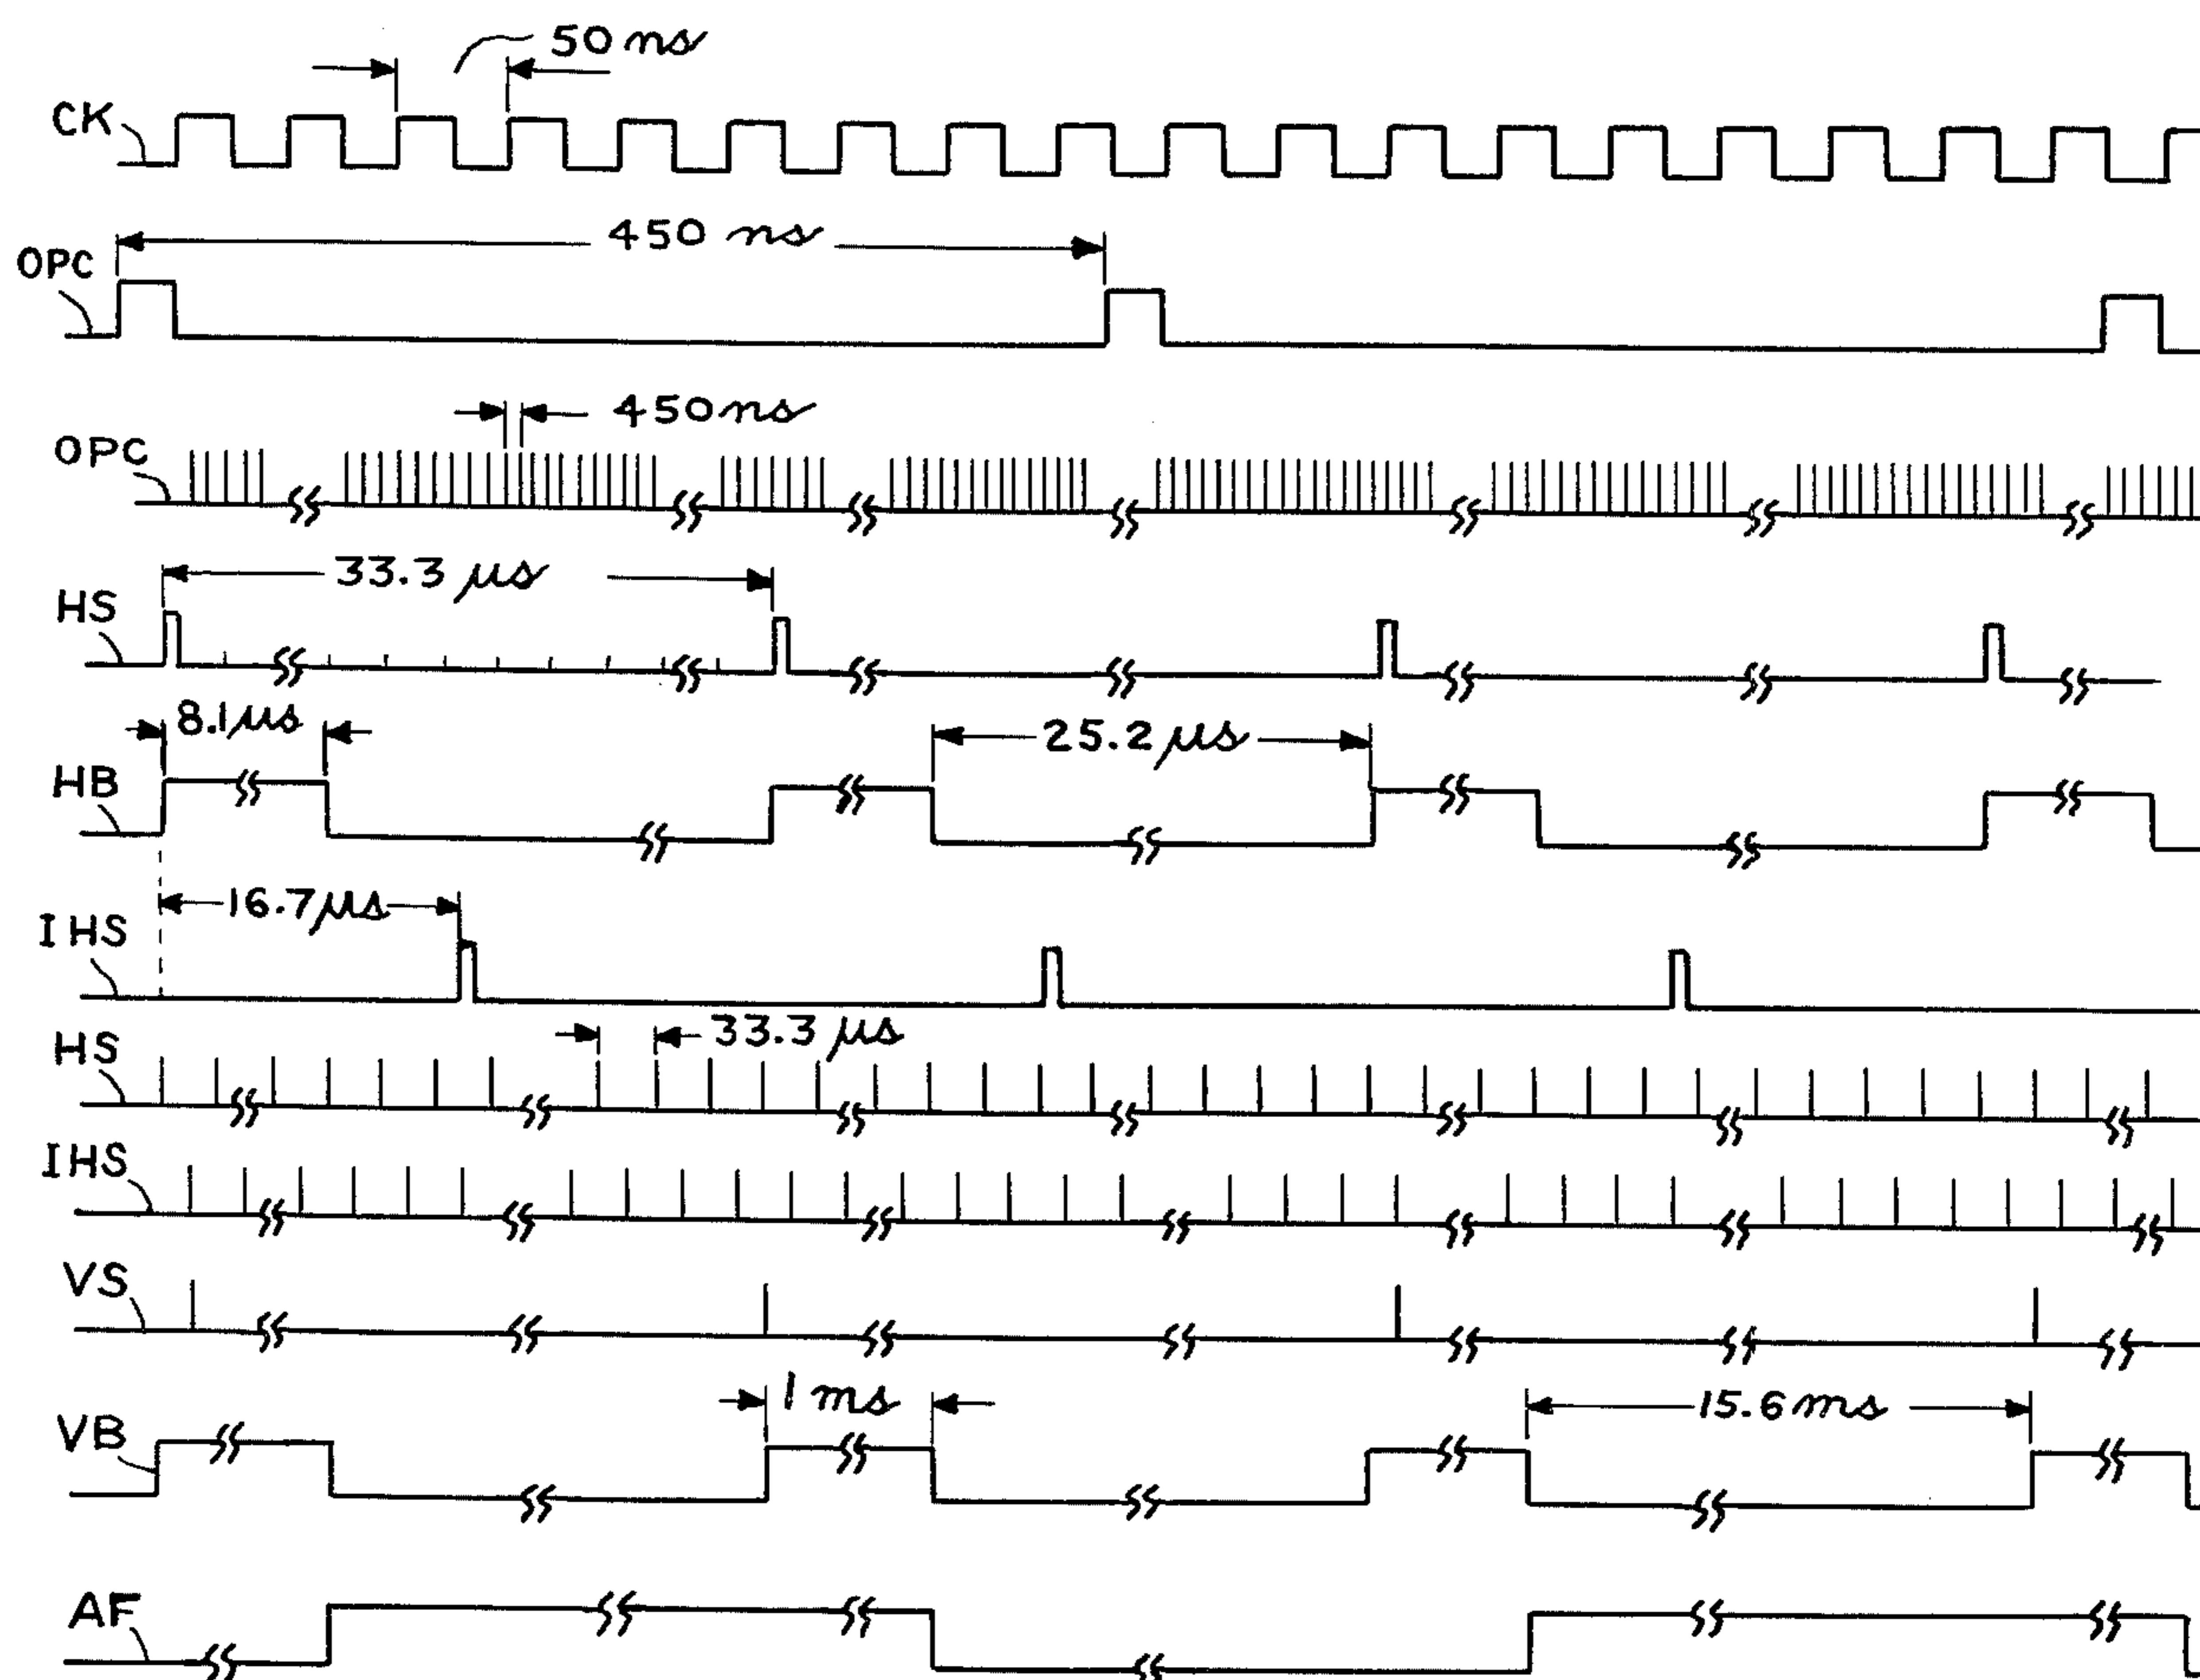 50 ns
CK
450 ns
OPC
450 ns
OPC
33.3 µs
HS
8.1 µs
25.2 µs
HB
16.7 µs
IHS
33.3 µs
HS
IHS
VS
1 ms
15.6 ms
VB
AF